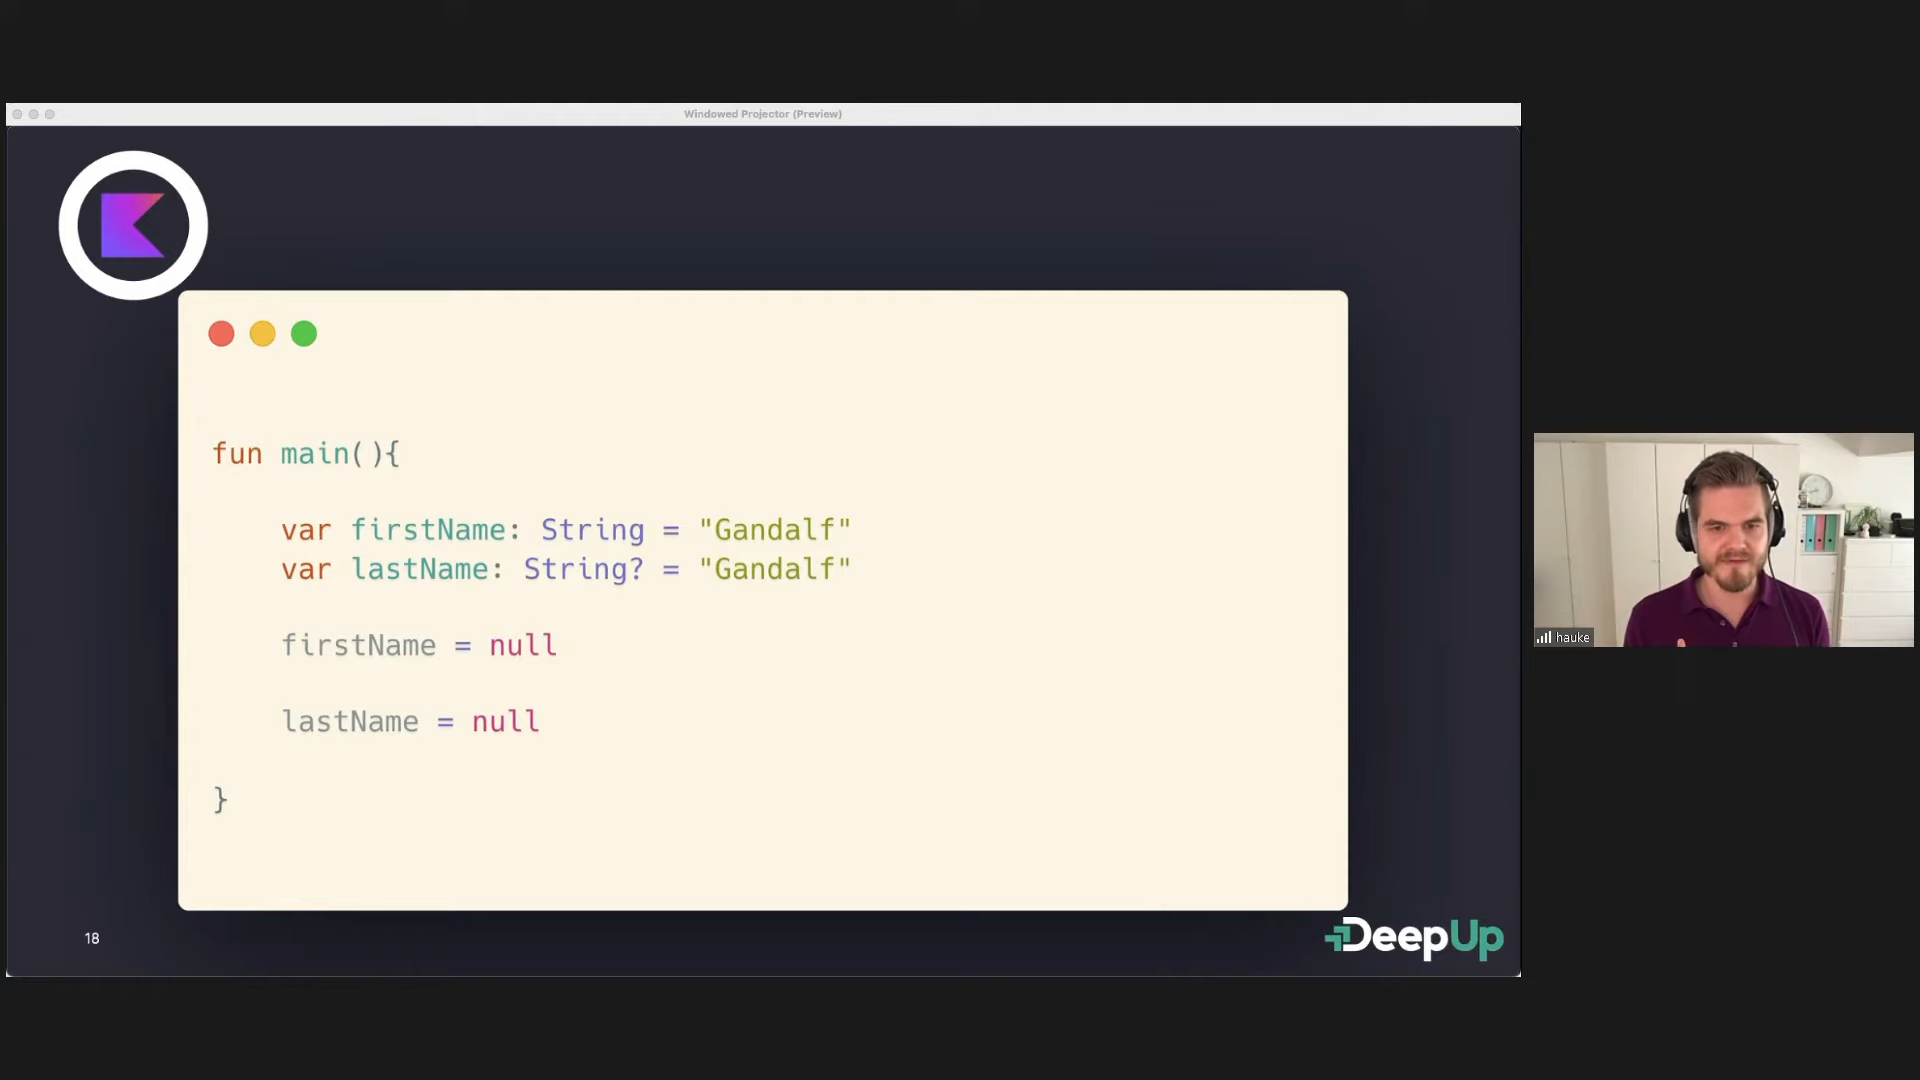 Windowed Projector (Preview)
fun main(){
var firstName: String = "Gandalf"
var lastName: String? = "Gandalf"
firstName = null
lastName = null
}
18
DeepUp
hauke